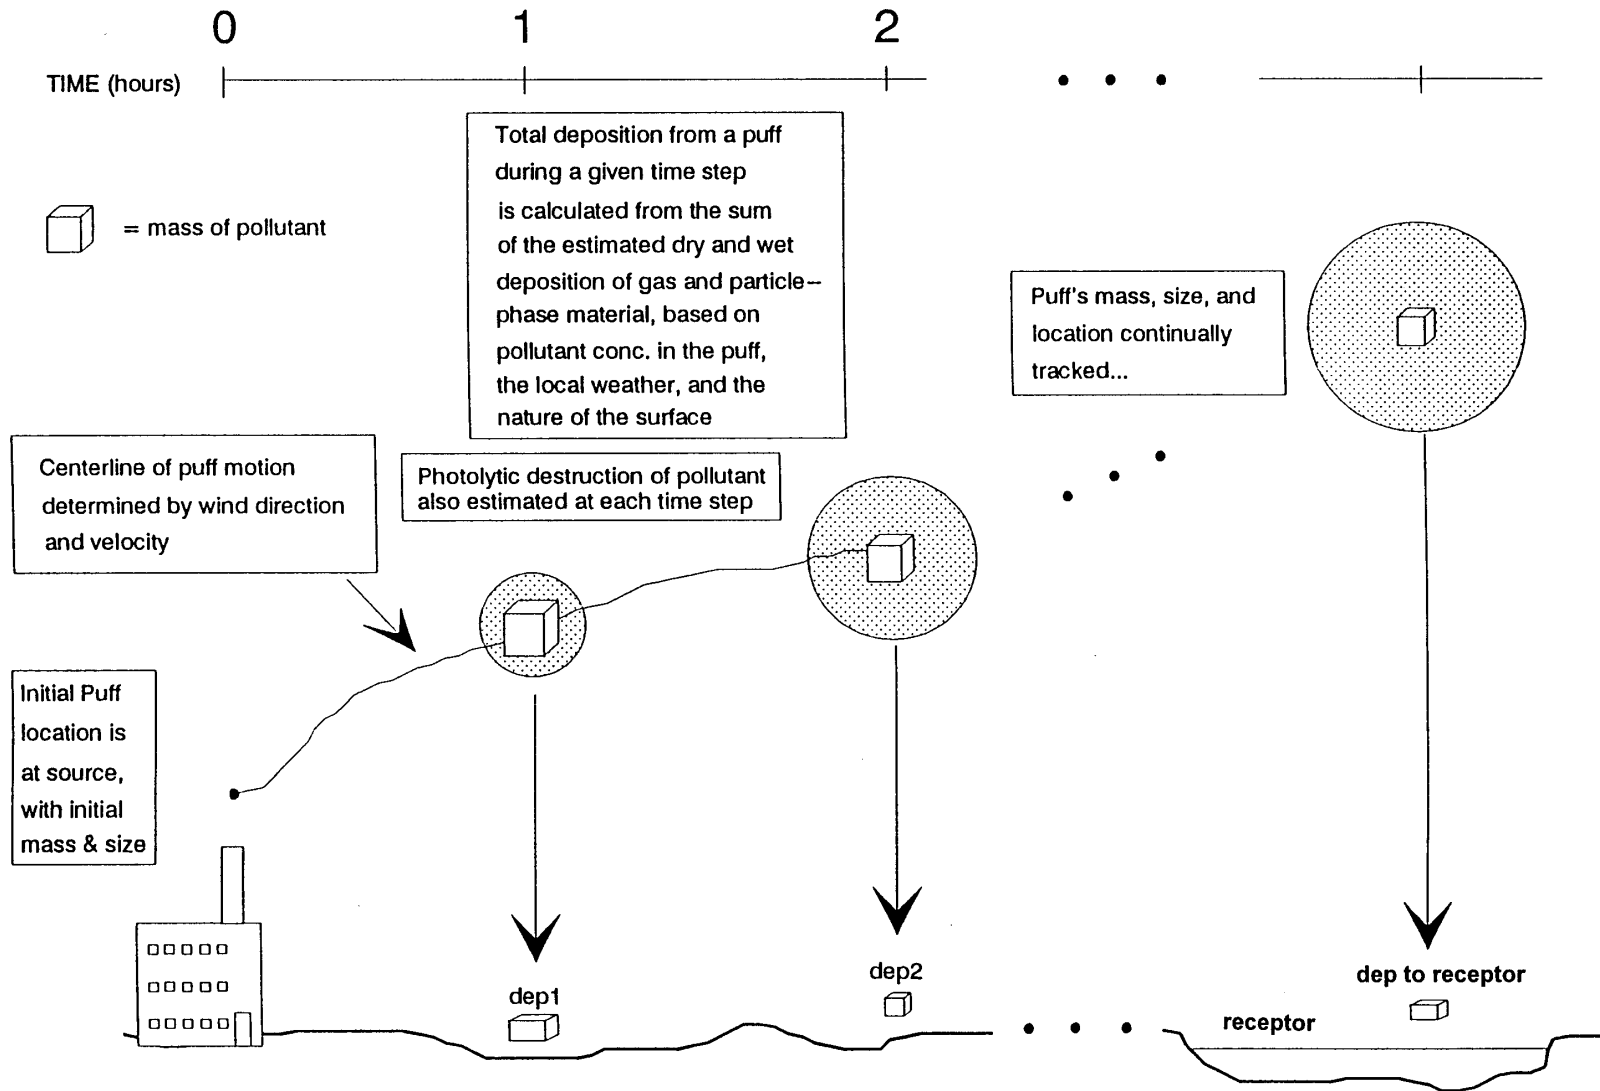 0 1 2
TIME (hours)
Total deposition from a puff
during a given time step
is calculated from the sum
of the estimated dry and wet
deposition of gas and particle–
phase material, based on
pollutant conc. in the puff,
the local weather, and the
nature of the surface
= mass of pollutant
Puff's mass, size, and
location continually
tracked...
Centerline of puff motion
determined by wind direction
and velocity
Photolytic destruction of pollutant
also estimated at each time step
Initial Puff
location is
at source,
with initial
mass & size
dep1
dep2
dep to receptor
receptor